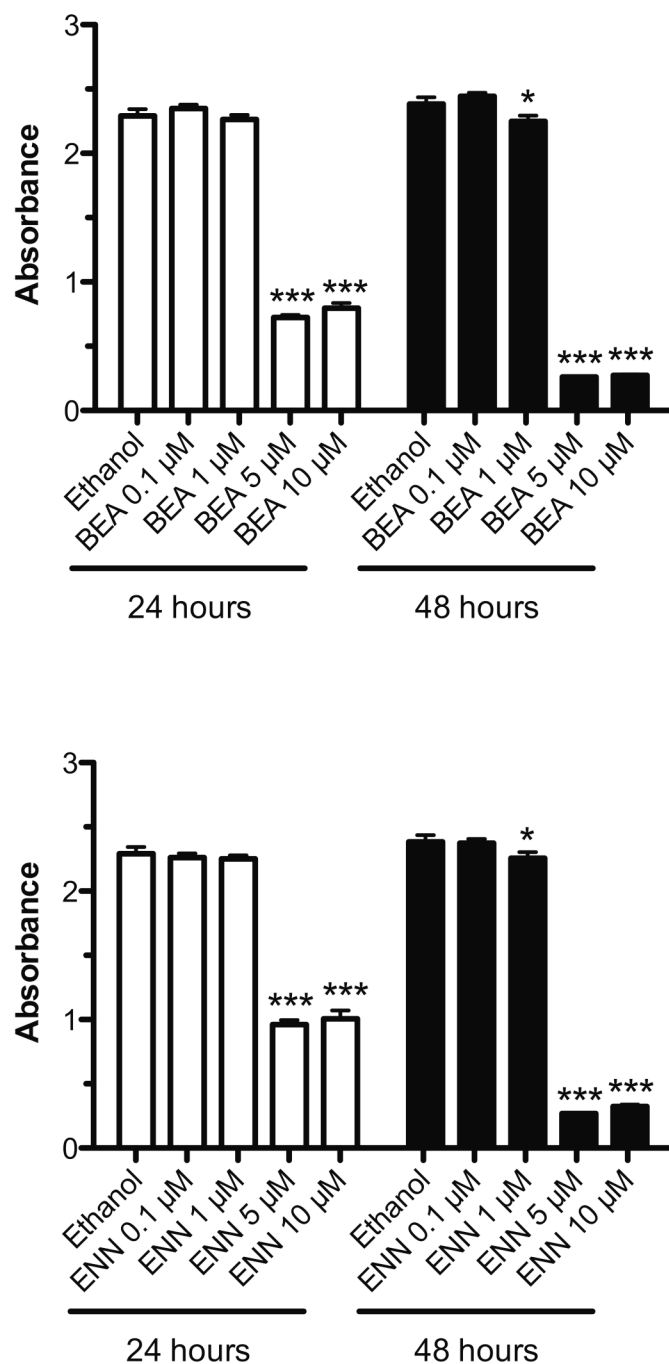 3
2
1
0
Absorbance
***
***
*
***
***
Ethanol
BEA 0.1 µM
BEA 1 µM
BEA 5 µM
BEA 10 µM
Ethanol
BEA 0.1 µM
BEA 1 µM
BEA 5 µM
BEA 10 µM
24 hours
48 hours
3
2
1
0
Absorbance
***
***
*
***
***
Ethanol
ENN 0.1 µM
ENN 1 µM
ENN 5 µM
ENN 10 µM
Ethanol
ENN 0.1 µM
ENN 1 µM
ENN 5 µM
ENN 10 µM
24 hours
48 hours